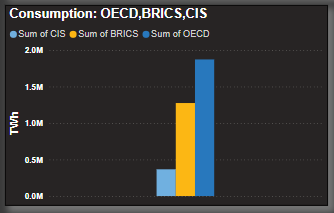 Consumption: OECD,BRICS,CIS
Sum of CIS Sum of BRICS Sum of OECD
2.0M
1.5M
TWh
1.0M
0.5M
0.0M